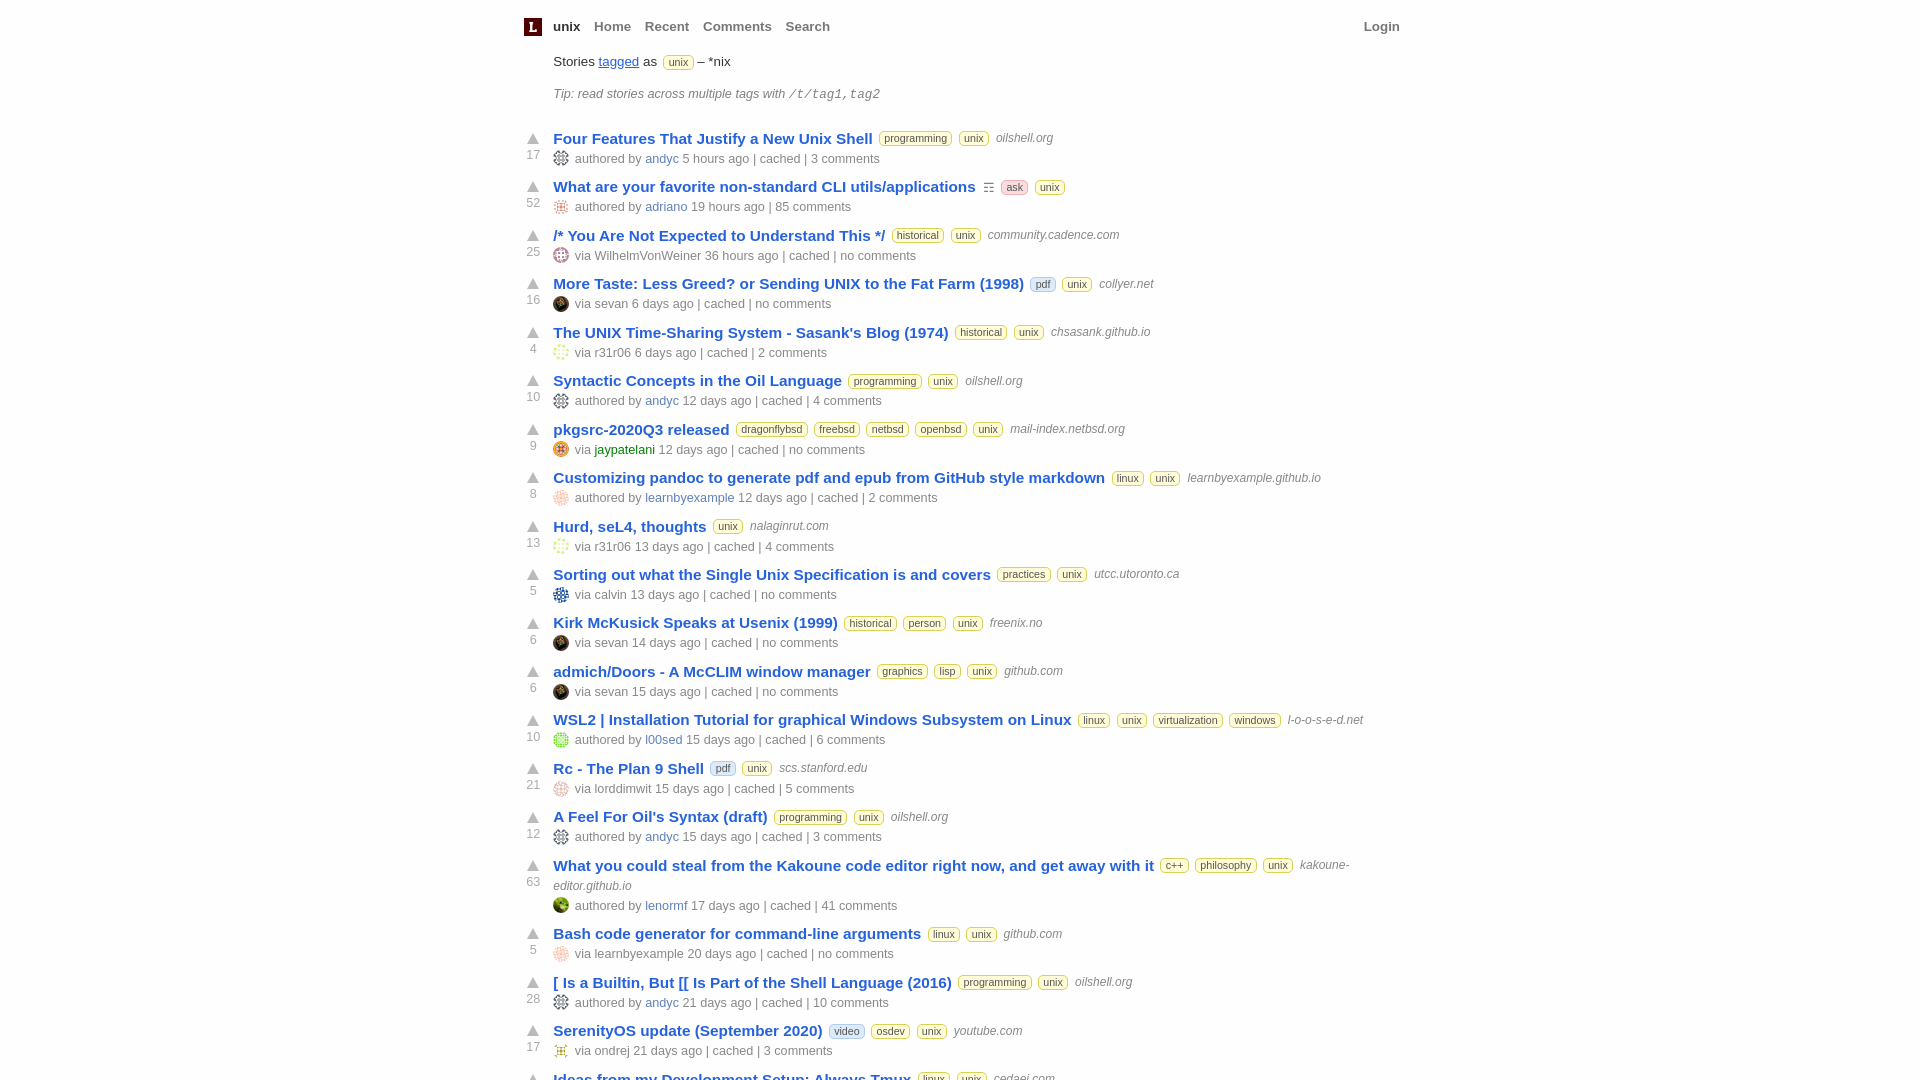 L unix Home Recent Comments Search Login
Stories tagged as unix – *nix
Tip: read stories across multiple tags with /t/tag1,tag2
Four Features That Justify a New Unix Shell programming unix oilshell.org
17 authored by andyc 5 hours ago | cached | 3 comments
What are your favorite non-standard CLI utils/applications ☶ ask unix
52 authored by adriano 19 hours ago | 85 comments
/* You Are Not Expected to Understand This */ historical unix community.cadence.com
25 via WilhelmVonWeiner 36 hours ago | cached | no comments
More Taste: Less Greed? or Sending UNIX to the Fat Farm (1998) pdf unix collyer.net
16 via sevan 6 days ago | cached | no comments
The UNIX Time-Sharing System - Sasank's Blog (1974) historical unix chsasank.github.io
4 via r31r06 6 days ago | cached | 2 comments
Syntactic Concepts in the Oil Language programming unix oilshell.org
10 authored by andyc 12 days ago | cached | 4 comments
pkgsrc-2020Q3 released dragonflybsd freebsd netbsd openbsd unix mail-index.netbsd.org
9 via jaypatelani 12 days ago | cached | no comments
Customizing pandoc to generate pdf and epub from GitHub style markdown linux unix learnbyexample.github.io
8 authored by learnbyexample 12 days ago | cached | 2 comments
Hurd, seL4, thoughts unix nalaginrut.com
13 via r31r06 13 days ago | cached | 4 comments
Sorting out what the Single Unix Specification is and covers practices unix utcc.utoronto.ca
5 via calvin 13 days ago | cached | no comments
Kirk McKusick Speaks at Usenix (1999) historical person unix freenix.no
6 via sevan 14 days ago | cached | no comments
admich/Doors - A McCLIM window manager graphics lisp unix github.com
6 via sevan 15 days ago | cached | no comments
WSL2 | Installation Tutorial for graphical Windows Subsystem on Linux linux unix virtualization windows l-o-o-s-e-d.net
10 authored by l00sed 15 days ago | cached | 6 comments
Rc - The Plan 9 Shell pdf unix scs.stanford.edu
21 via lorddimwit 15 days ago | cached | 5 comments
A Feel For Oil's Syntax (draft) programming unix oilshell.org
12 authored by andyc 15 days ago | cached | 3 comments
What you could steal from the Kakoune code editor right now, and get away with it c++ philosophy unix kakoune-
63 editor.github.io
authored by lenormf 17 days ago | cached | 41 comments
Bash code generator for command-line arguments linux unix github.com
5 via learnbyexample 20 days ago | cached | no comments
[ Is a Builtin, But [[ Is Part of the Shell Language (2016) programming unix oilshell.org
28 authored by andyc 21 days ago | cached | 10 comments
SerenityOS update (September 2020) video osdev unix youtube.com
17 via ondrej 21 days ago | cached | 3 comments
Ideas from my Development Setup: Always Tmux linux unix cedaei.com